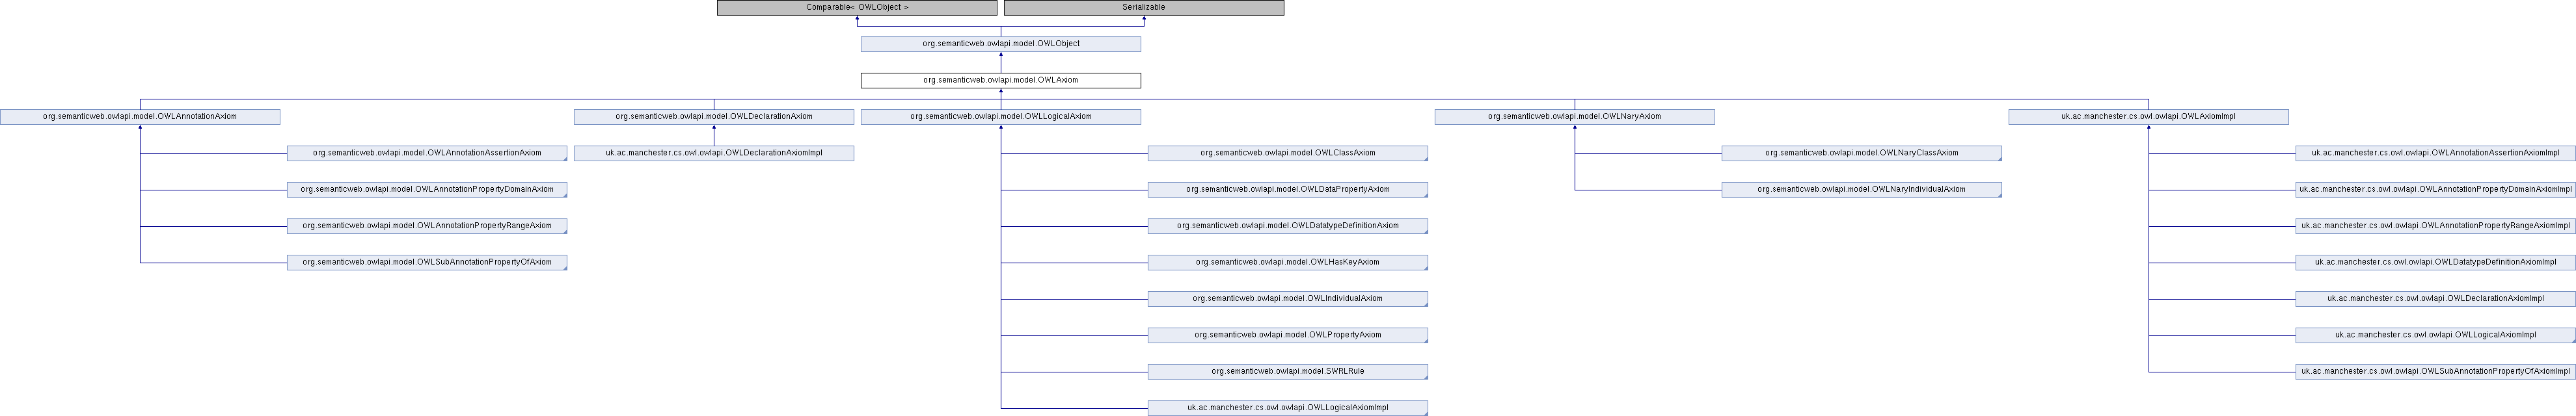 Comparable< OWLObject >
Serializable
org.semanticweb.owlapi.model.OWLObject
org.semanticweb.owlapi.model.OWLAxiom
org.semanticweb.owlapi.model.OWLAnnotationAxiom
org.semanticweb.owlapi.model.OWLDeclarationAxiom
org.semanticweb.owlapi.model.OWLLogicalAxiom
org.semanticweb.owlapi.model.OWLNaryAxiom
uk.ac.manchester.cs.owl.owlapi.OWLAxiomImpl
org.semanticweb.owlapi.model.OWLAnnotationAssertionAxiom
uk.ac.manchester.cs.owl.owlapi.OWLDeclarationAxiomImpl
org.semanticweb.owlapi.model.OWLClassAxiom
org.semanticweb.owlapi.model.OWLNaryClassAxiom
uk.ac.manchester.cs.owl.owlapi.OWLAnnotationAssertionAxiomImpl
org.semanticweb.owlapi.model.OWLAnnotationPropertyDomainAxiom
org.semanticweb.owlapi.model.OWLDataPropertyAxiom
org.semanticweb.owlapi.model.OWLNaryIndividualAxiom
uk.ac.manchester.cs.owl.owlapi.OWLAnnotationPropertyDomainAxiomImpl
org.semanticweb.owlapi.model.OWLAnnotationPropertyRangeAxiom
org.semanticweb.owlapi.model.OWLDatatypeDefinitionAxiom
uk.ac.manchester.cs.owl.owlapi.OWLAnnotationPropertyRangeAxiomImpl
org.semanticweb.owlapi.model.OWLSubAnnotationPropertyOfAxiom
org.semanticweb.owlapi.model.OWLHasKeyAxiom
uk.ac.manchester.cs.owl.owlapi.OWLDatatypeDefinitionAxiomImpl
org.semanticweb.owlapi.model.OWLIndividualAxiom
uk.ac.manchester.cs.owl.owlapi.OWLDeclarationAxiomImpl
org.semanticweb.owlapi.model.OWLPropertyAxiom
uk.ac.manchester.cs.owl.owlapi.OWLLogicalAxiomImpl
org.semanticweb.owlapi.model.SWRLRule
uk.ac.manchester.cs.owl.owlapi.OWLSubAnnotationPropertyOfAxiomImpl
uk.ac.manchester.cs.owl.owlapi.OWLLogicalAxiomImpl